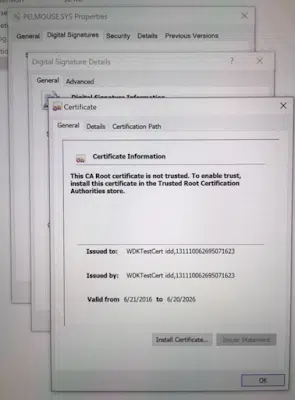 PELMOUSE.SYS Properties
General Digital Signatures Security Details Previous Versions
Digital Signature Details
General Advanced
Digital Signature Information
Certificate
General Details Certification Path
Certificate Information
This CA Root certificate is not trusted. To enable trust,
install this certificate in the Trusted Root Certification
Authorities store.
Issued to: WDKTestCert idd,131110062695071623
Issued by: WDKTestCert idd,131110062695071623
Valid from 6/21/2016 to 6/20/2026
Install Certificate... Issuer Statement
OK